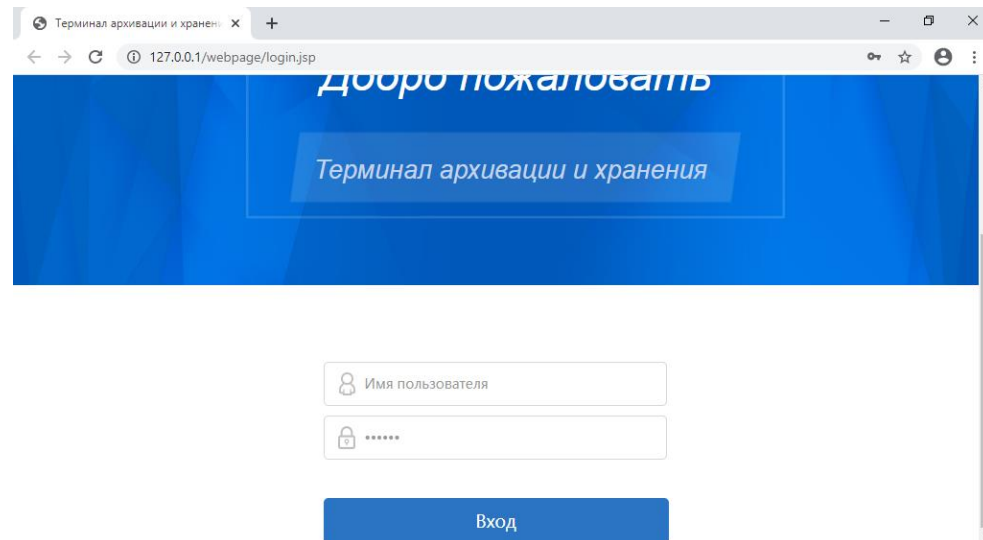 Терминал архивации и хранени
127.0.0.1/webpage/login.jsp
Добро пожаловать
Терминал архивации и хранения
Имя пользователя
••••••
Вход